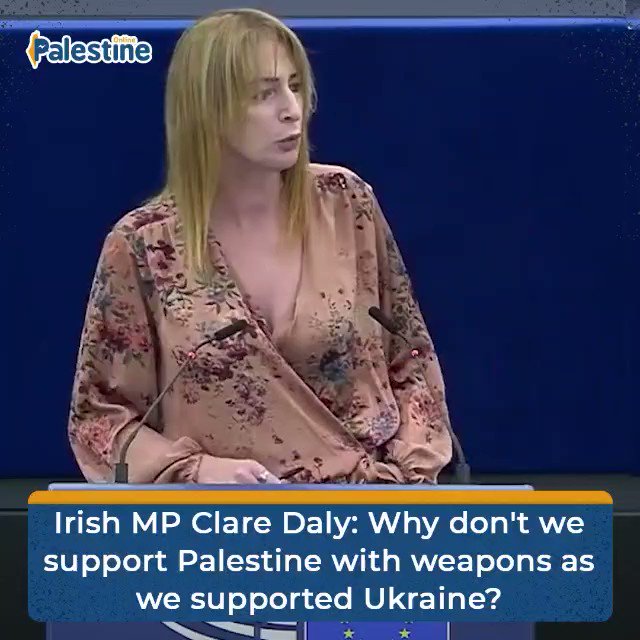 Online
Palestine
Irish MP Clare Daly: Why don't we
support Palestine with weapons as
we supported Ukraine?